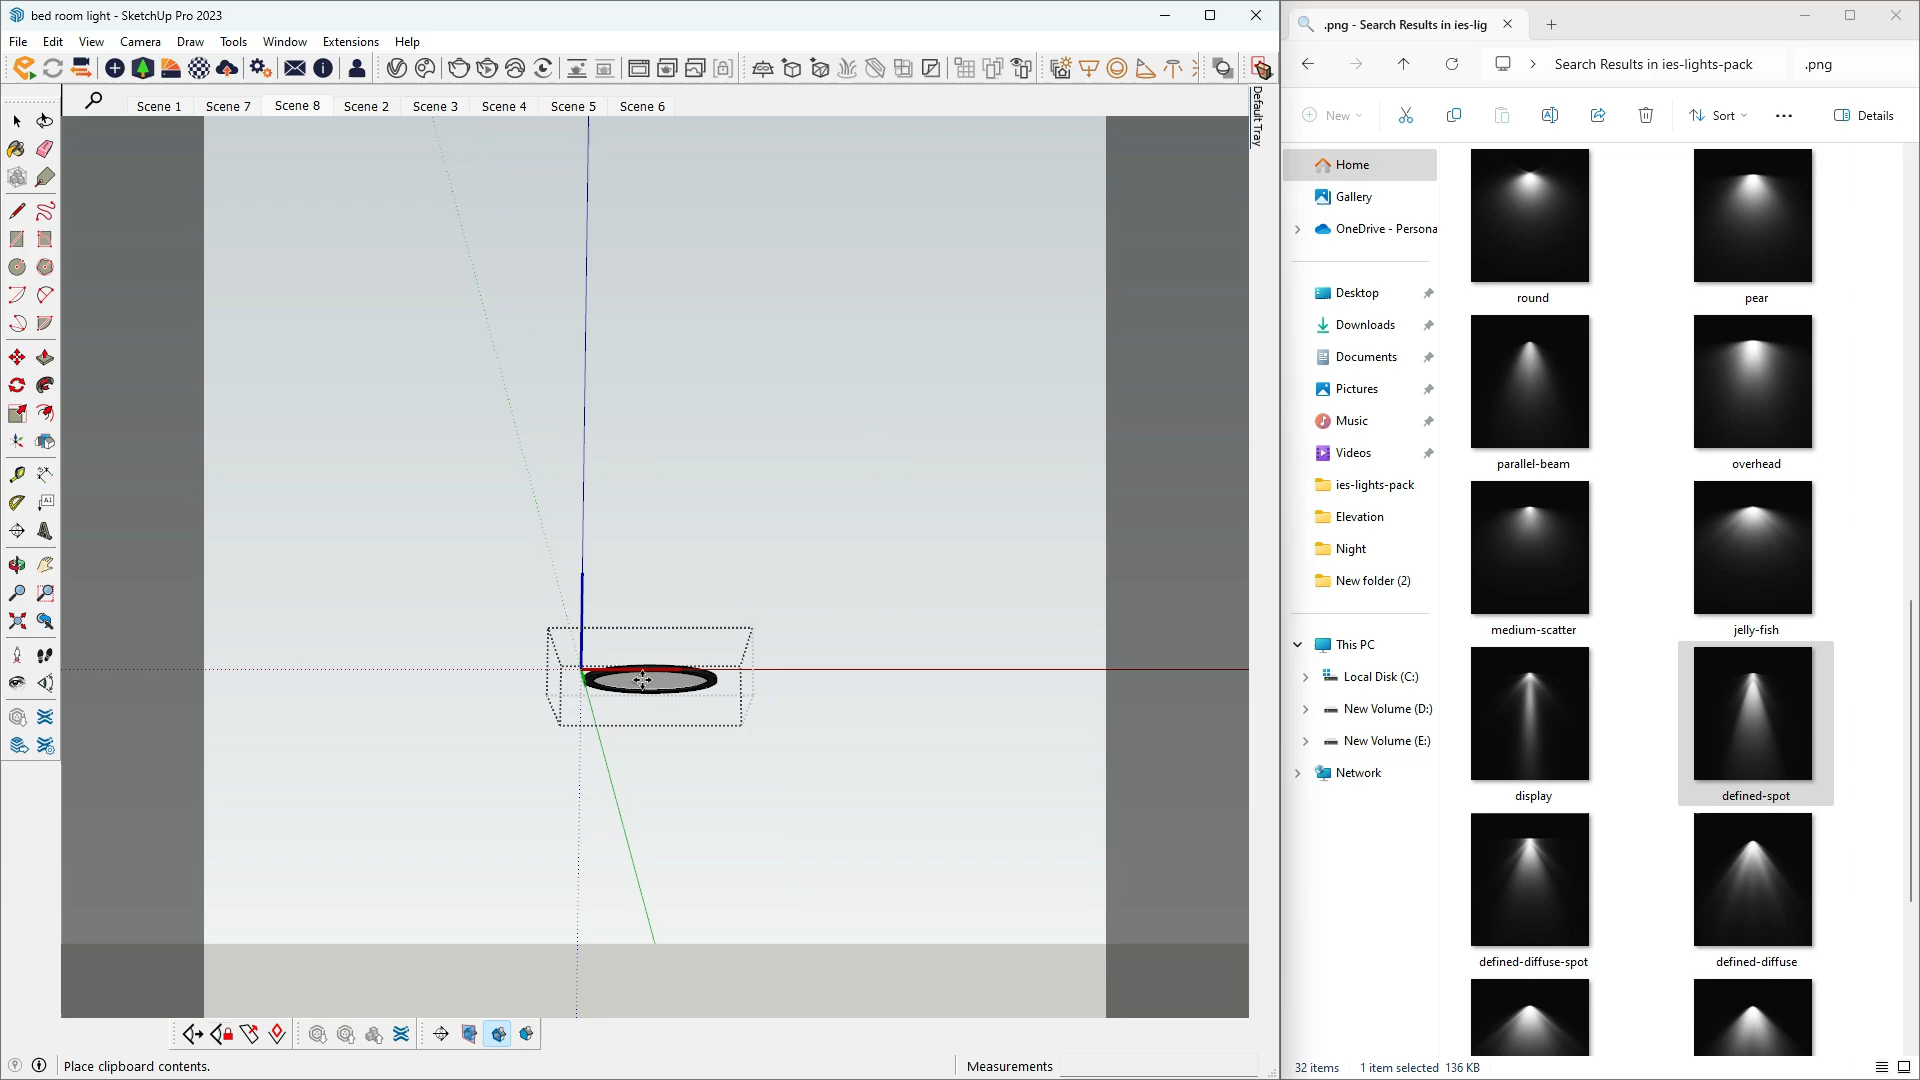 bed room light - SketchUp Pro 2023
File Edit View Camera Draw Tools Window Extensions Help
Scene 1 Scene 7 Scene 8 Scene 2 Scene 3 Scene 4 Scene 5 Scene 6
Default Tray
A1
Place clipboard contents.
Measurements
.png - Search Results in ies-lig
Search Results in ies-lights-pack
.png
New
Sort
Details
Home
Gallery
OneDrive - Persona
Desktop
Downloads
Documents
Pictures
Music
Videos
ies-lights-pack
Elevation
Night
New folder (2)
This PC
Local Disk (C:)
New Volume (D:)
New Volume (E:)
Network
round pear
parallel-beam overhead
medium-scatter jelly-fish
display defined-spot
defined-diffuse-spot defined-diffuse
32 items 1 item selected 136 KB